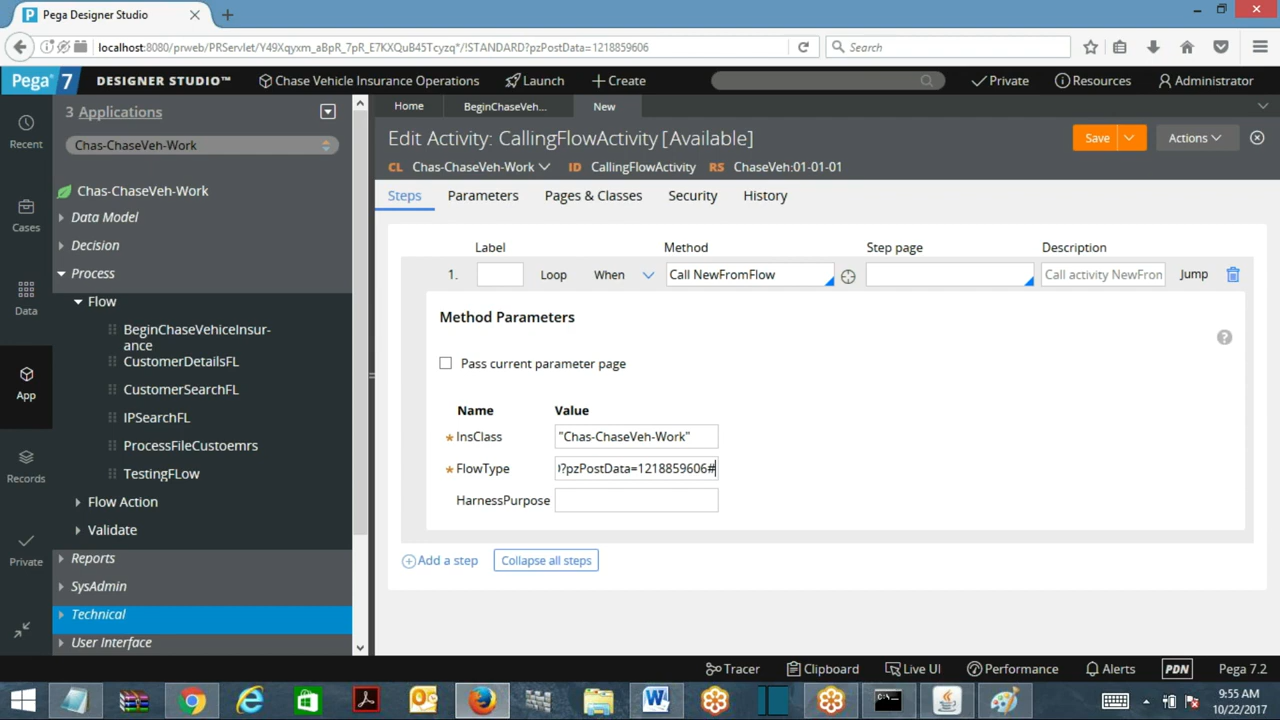 Pega Designer Studio
localhost:8080/prweb/PRServlet/Y49Xqyxm_aBpR_7pR_E7KXQuB45Tcyzq*/!STANDARD?pzPostData=1218859606
Search
Pega 7 DESIGNER STUDIO™ Chase Vehicle Insurance Operations Launch Create Private Resources Administrator
3 Applications
Home BeginChaseVeh... New
Recent
Chas-ChaseVeh-Work
Edit Activity: CallingFlowActivity [Available]
Save Actions
CL Chas-ChaseVeh-Work ID CallingFlowActivity RS ChaseVeh:01-01-01
Chas-ChaseVeh-Work
Steps Parameters Pages & Classes Security History
Cases
Data Model
Decision
Label Method Step page Description
Process
1. Loop When Call NewFromFlow Call activity NewFron Jump
Flow
Data
Method Parameters
BeginChaseVehiceInsur-
ance
CustomerDetailsFL
Pass current parameter page
App
CustomerSearchFL
Name Value
IPSearchFL
InsClass "Chas-ChaseVeh-Work"
ProcessFileCustoemrs
FlowType ?pzPostData=1218859606#
Records
TestingFLow
HarnessPurpose
Flow Action
Validate
Private
Reports
Add a step Collapse all steps
SysAdmin
Technical
User Interface
Tracer Clipboard Live UI Performance Alerts PDN Pega 7.2
9:55 AM
10/22/2017